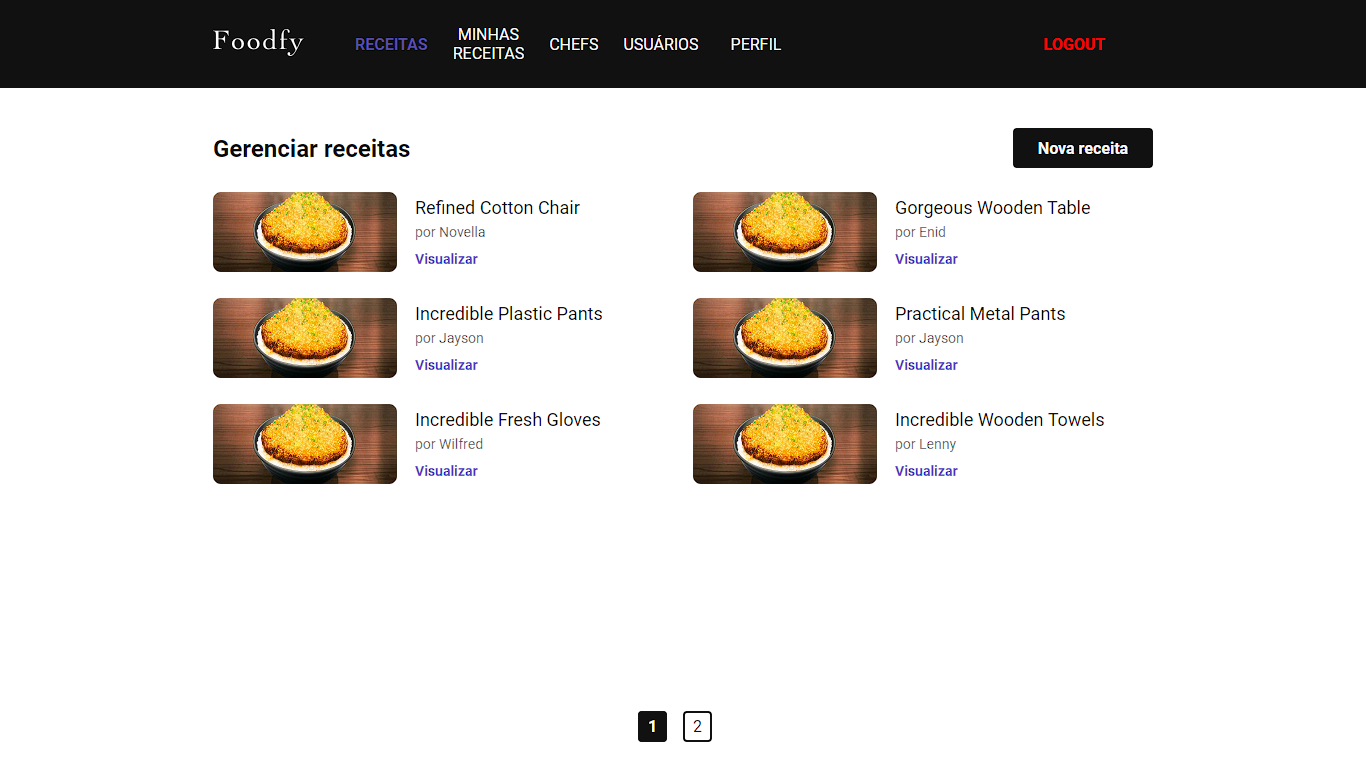 Foodfy
RECEITAS
MINHAS
RECEITAS
CHEFS
USUÁRIOS
PERFIL
LOGOUT
Gerenciar receitas
Nova receita
Refined Cotton Chair
por Novella
Visualizar
Gorgeous Wooden Table
por Enid
Visualizar
Incredible Plastic Pants
por Jayson
Visualizar
Practical Metal Pants
por Jayson
Visualizar
Incredible Fresh Gloves
por Wilfred
Visualizar
Incredible Wooden Towels
por Lenny
Visualizar
1
2